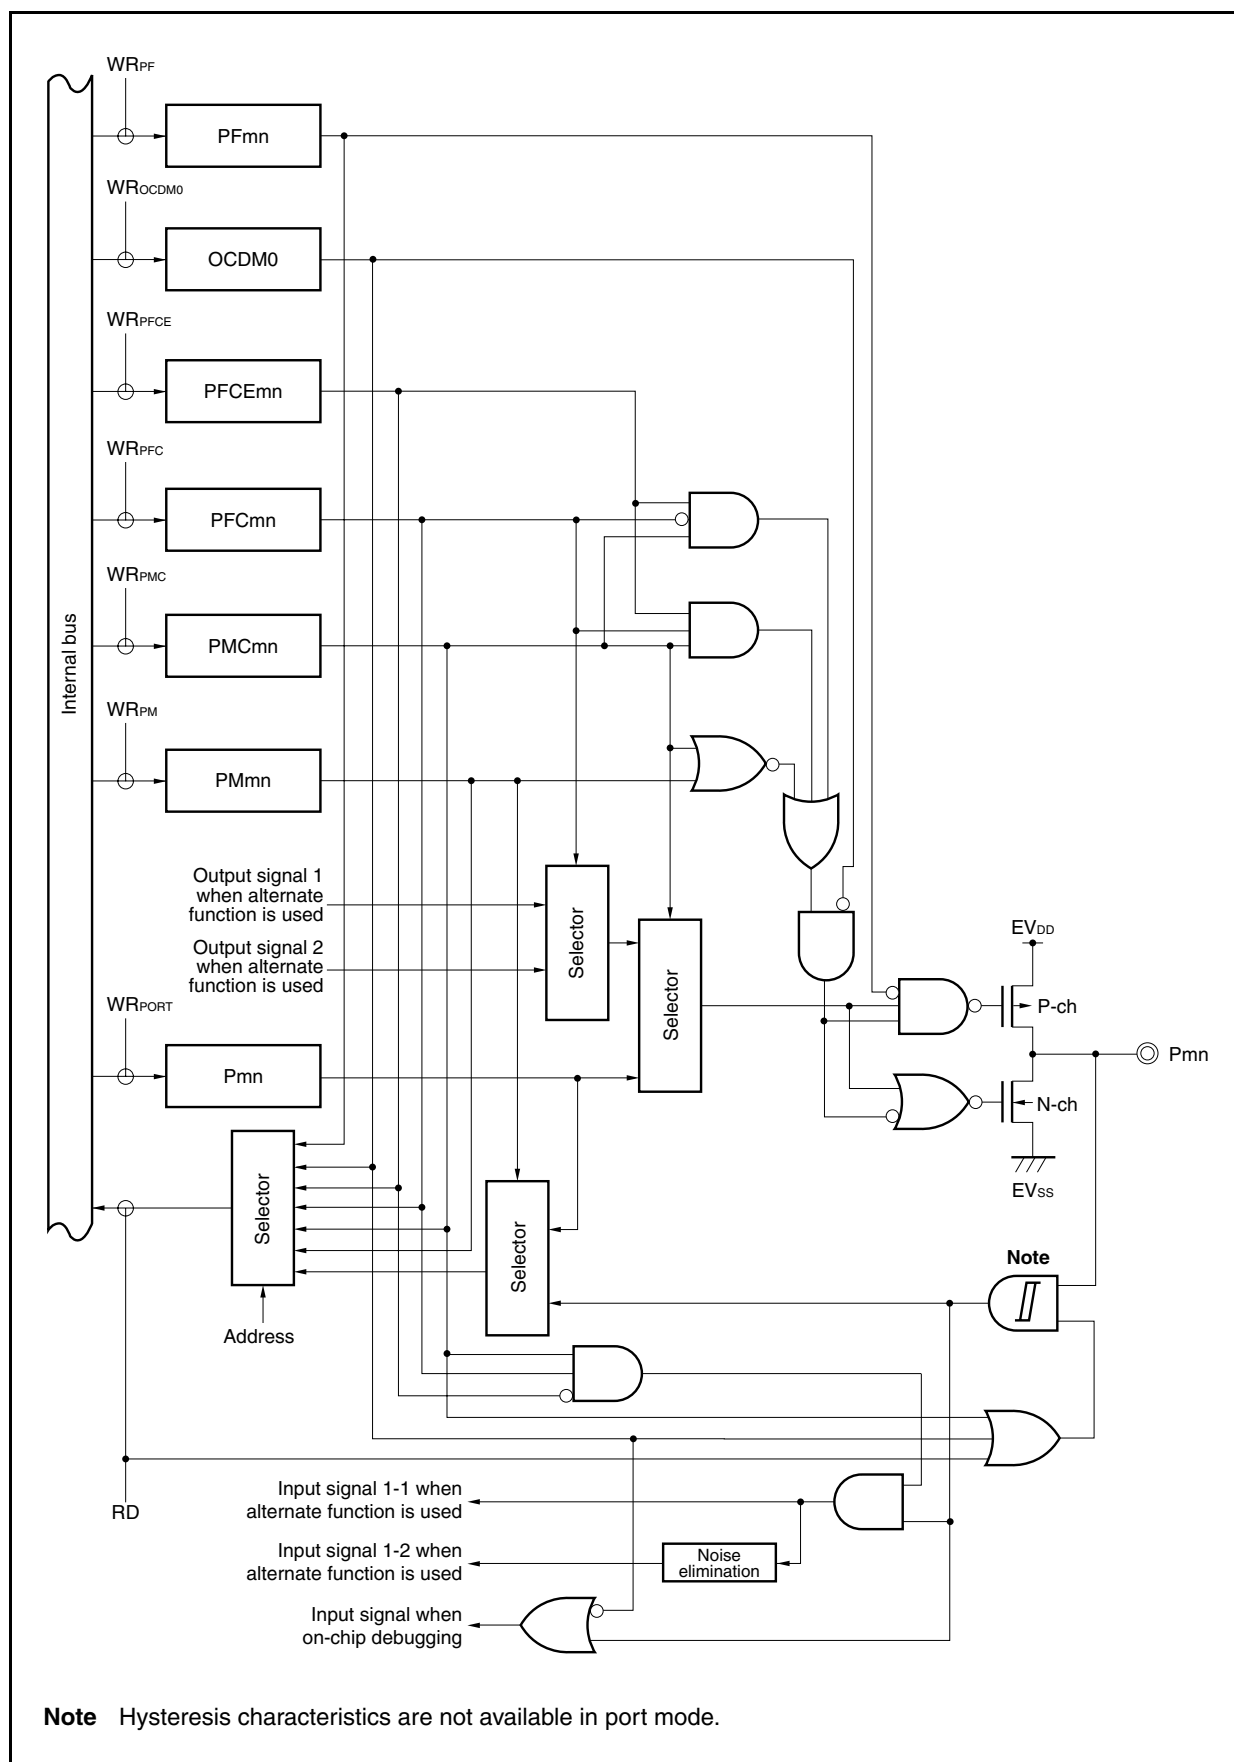 WRPF
PFmn
WROCDM0
OCDM0
WRPFCE
PFCEmn
WRPFC
PFCmn
WRPMC
PMCmn
Internal bus
WRPM
PMmn
Output signal 1
when alternate
function is used
Output signal 2
when alternate
function is used
Selector
Selector
EVDD
P-ch
WRPORT
Pmn
Pmn
N-ch
EVSS
Selector
Selector
Note
Address
RD
Input signal 1-1 when
alternate function is used
Input signal 1-2 when
alternate function is used
Noise
elimination
Input signal when
on-chip debugging
Note Hysteresis characteristics are not available in port mode.